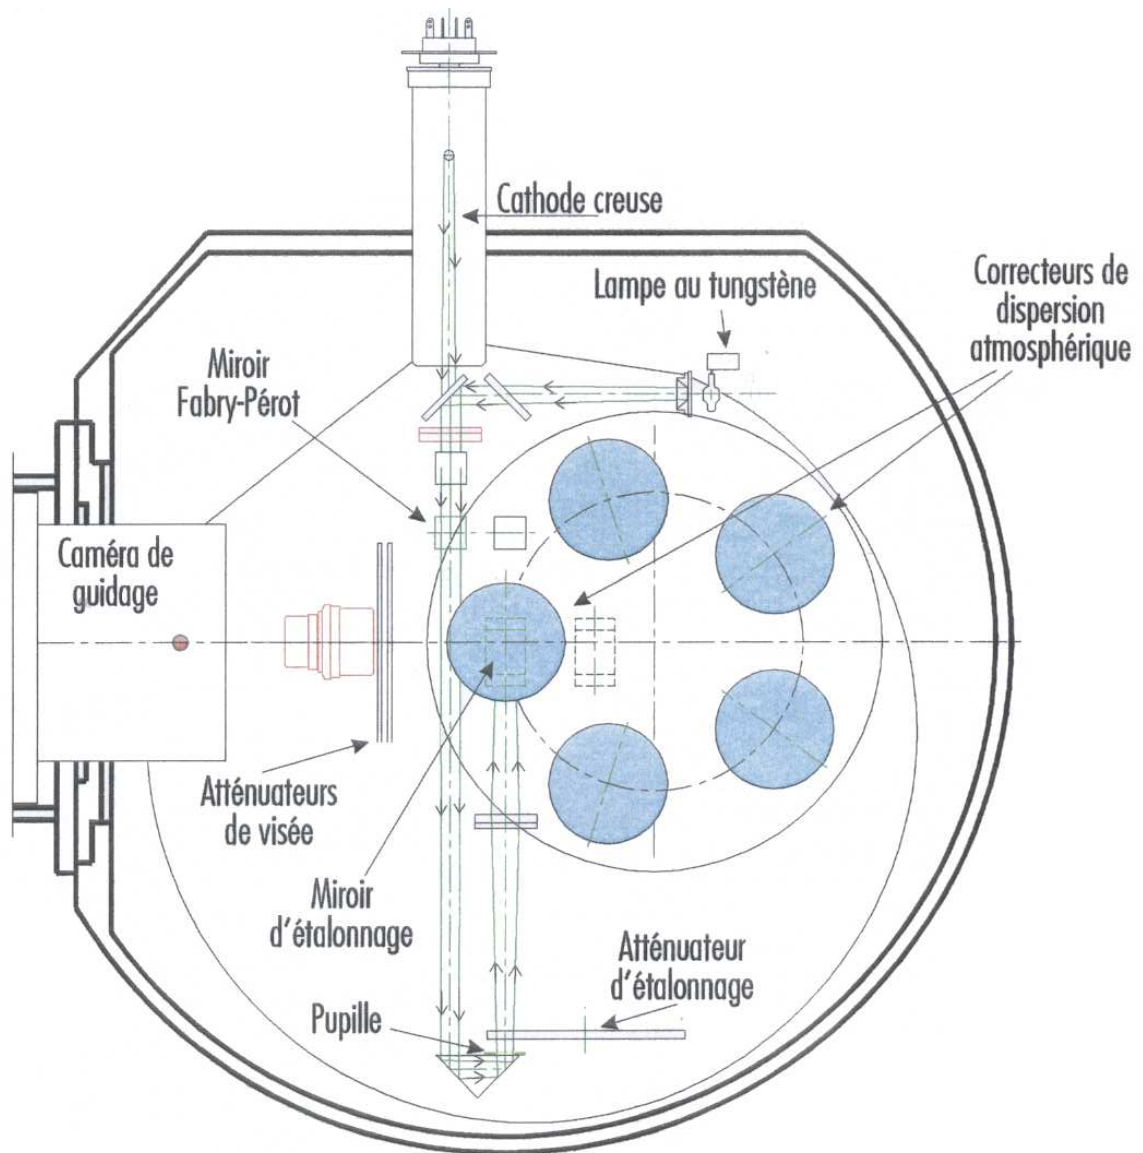 Cathode creuse
Lampe au tungstène
Correcteurs de
dispersion
atmosphérique
Miroir
Fabry-Pérot
Caméra de
guidage
Atténuateurs
de visée
Miroir
d'étalonnage
Atténuateur
d'étalonnage
Pupille